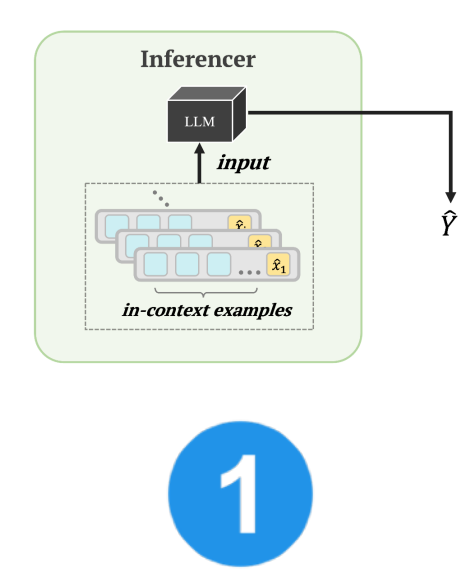 Inferencer
LLM
input
Ŷ
x̂₁
in-context examples
1